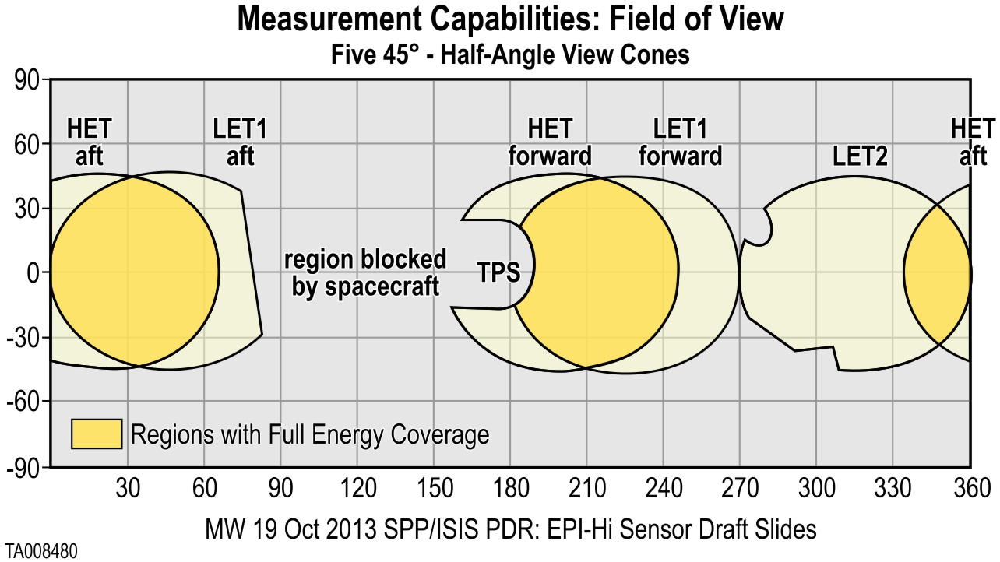 Measurement Capabilities: Field of View
Five 45° - Half-Angle View Cones
90
60
30
0
-30
-60
-90
HET
aft
LET1
aft
HET
forward
LET1
forward
LET2
HET
aft
region blocked
by spacecraft
TPS
Regions with Full Energy Coverage
30 60 90 120 150 180 210 240 270 300 330 360
MW 19 Oct 2013 SPP/ISIS PDR: EPI-Hi Sensor Draft Slides
TA008480